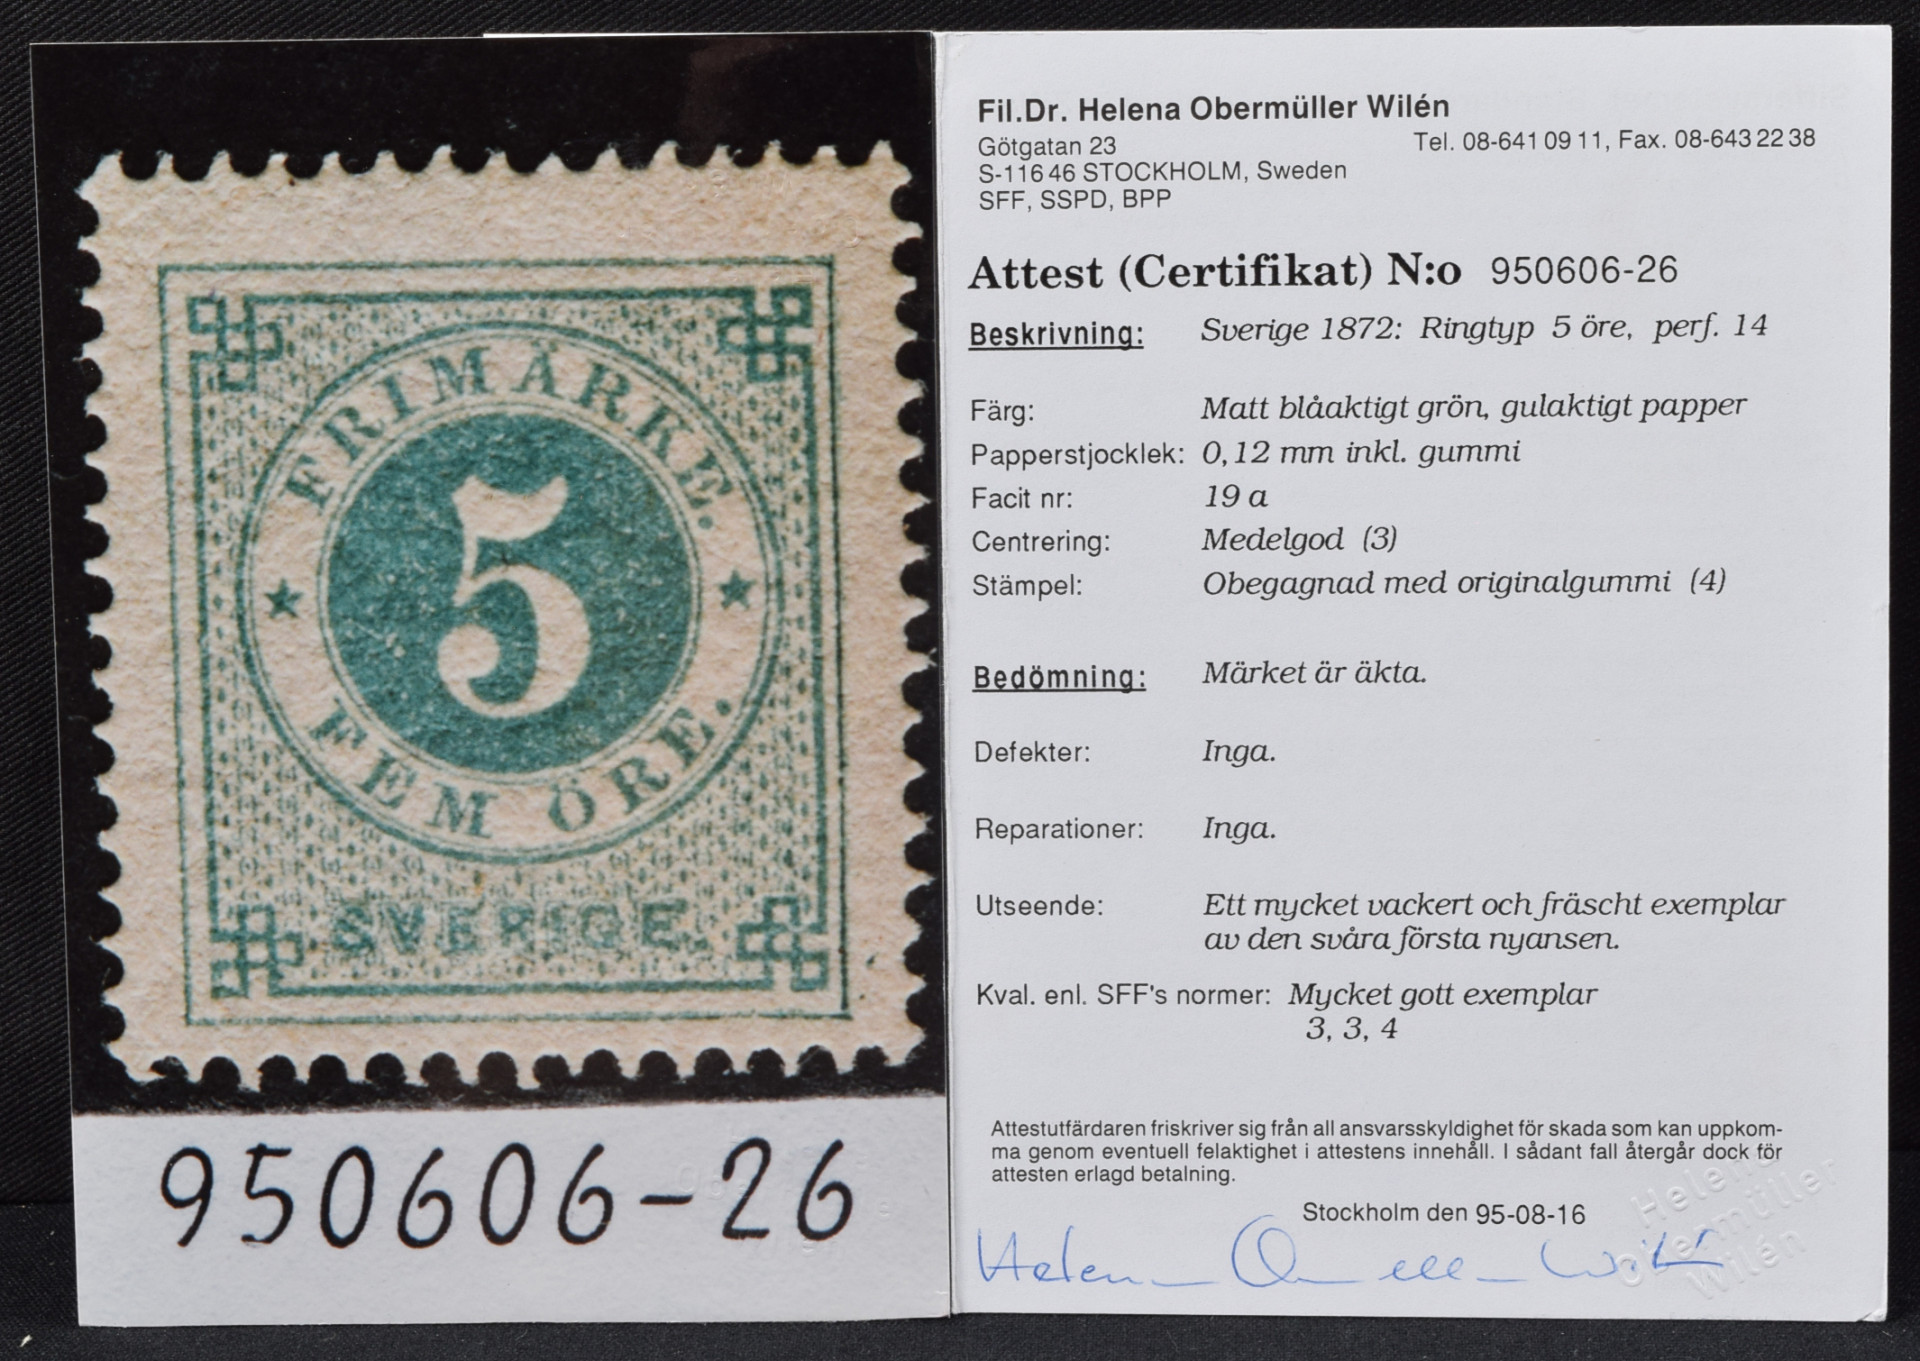 FRIMÄRKE.
5
FEM ÖRE.
SVERIGE.
950606-26
Fil.Dr. Helena Obermüller Wilén
Götgatan 23 Tel. 08-641 09 11, Fax. 08-643 22 38
S-116 46 STOCKHOLM, Sweden
SFF, SSPD, BPP
Attest (Certifikat) N:o 950606-26
Beskrivning: Sverige 1872: Ringtyp 5 öre, perf. 14
Färg: Matt blåaktigt grön, gulaktigt papper
Papperstjocklek: 0,12 mm inkl. gummi
Facit nr: 19 a
Centrering: Medelgod (3)
Stämpel: Obegagnad med originalgummi (4)
Bedömning: Märket är äkta.
Defekter: Inga.
Reparationer: Inga.
Utseende: Ett mycket vackert och fräscht exemplar
av den svåra första nyansen.
Kval. enl. SFF's normer: Mycket gott exemplar
3, 3, 4
Attestutfärdaren friskriver sig från all ansvarsskyldighet för skada som kan uppkom-
ma genom eventuell felaktighet i attestens innehåll. I sådant fall återgår dock för
attesten erlagd betalning.
Stockholm den 95-08-16
Helena
Obermüller
Wilén